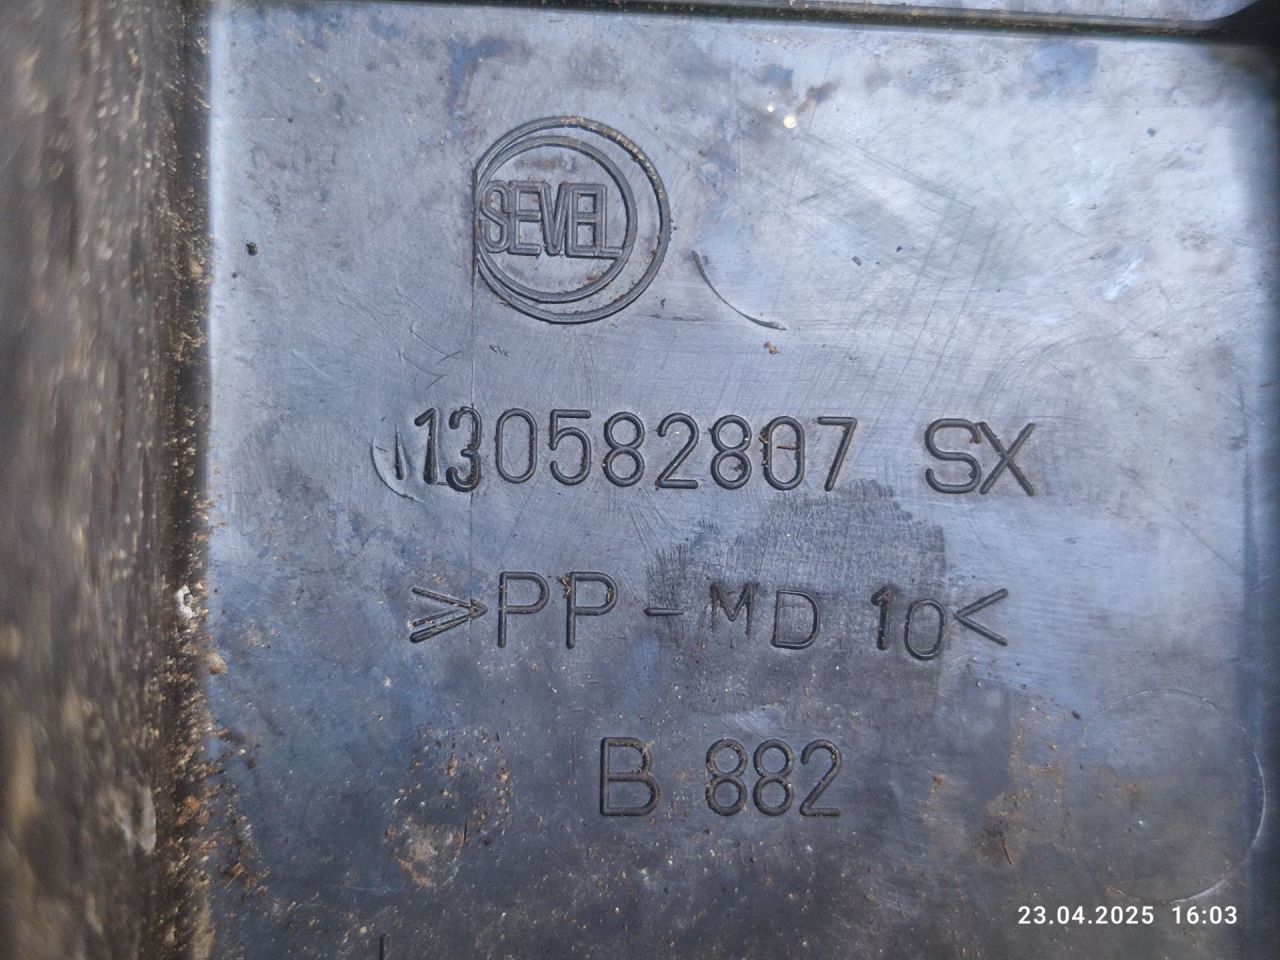 SEVEL
130582807 SX
>PP-MD 10<
B 882
23.04.2025 16:03